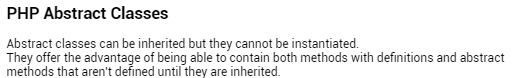 PHP Abstract Classes
Abstract classes can be inherited but they cannot be instantiated.
They offer the advantage of being able to contain both methods with definitions and abstract
methods that aren't defined until they are inherited.